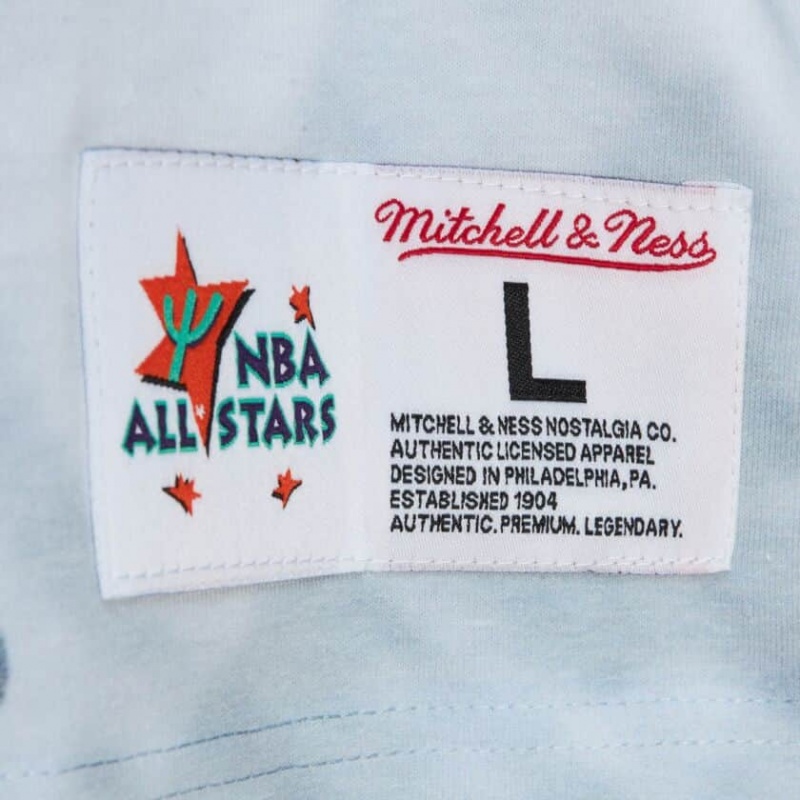 NBA
ALL STARS
Mitchell & Ness
L
MITCHELL & NESS NOSTALGIA CO.
AUTHENTIC LICENSED APPAREL
DESIGNED IN PHILADELPHIA, PA.
ESTABLISHED 1904
AUTHENTIC. PREMIUM. LEGENDARY.